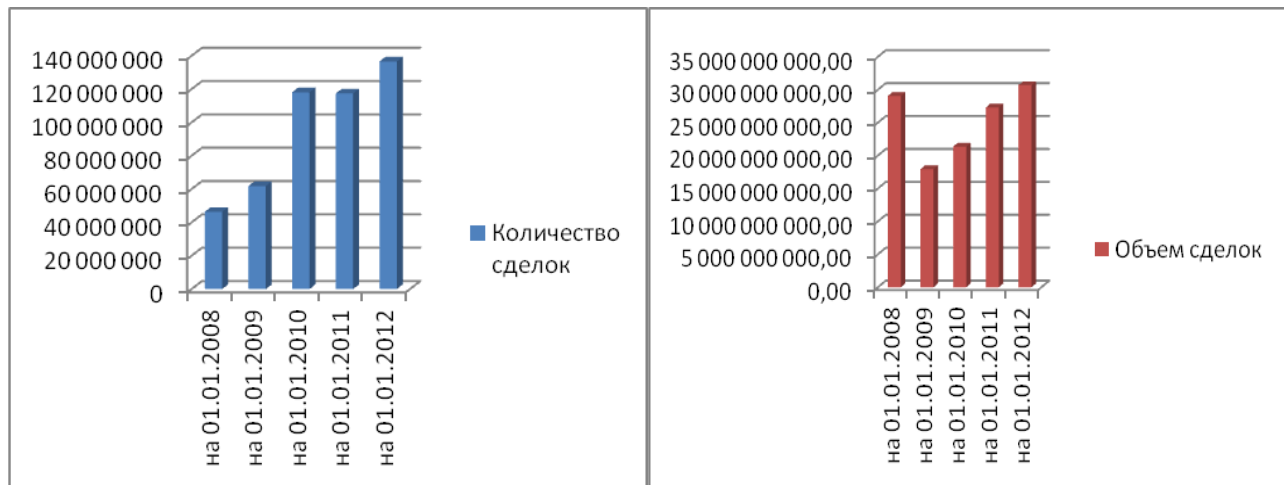 140 000 000
120 000 000
100 000 000
80 000 000
60 000 000
40 000 000
20 000 000
0
на 01.01.2008
на 01.01.2009
на 01.01.2010
на 01.01.2011
на 01.01.2012
Количество
сделок
35 000 000 000,00
30 000 000 000,00
25 000 000 000,00
20 000 000 000,00
15 000 000 000,00
10 000 000 000,00
5 000 000 000,00
0,00
на 01.01.2008
на 01.01.2009
на 01.01.2010
на 01.01.2011
на 01.01.2012
Объем сделок